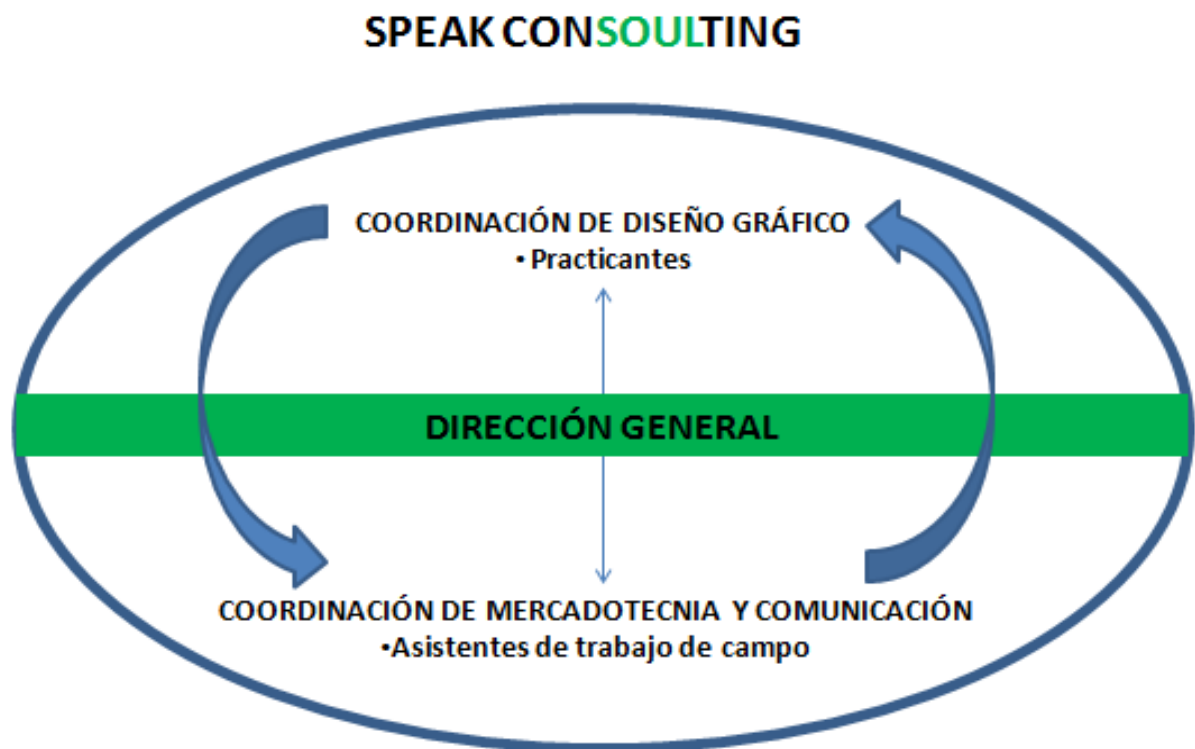 SPEAK CONSOULTING
COORDINACIÓN DE DISEÑO GRÁFICO
• Practicantes
DIRECCIÓN GENERAL
COORDINACIÓN DE MERCADOTECNIA Y COMUNICACIÓN
•Asistentes de trabajo de campo